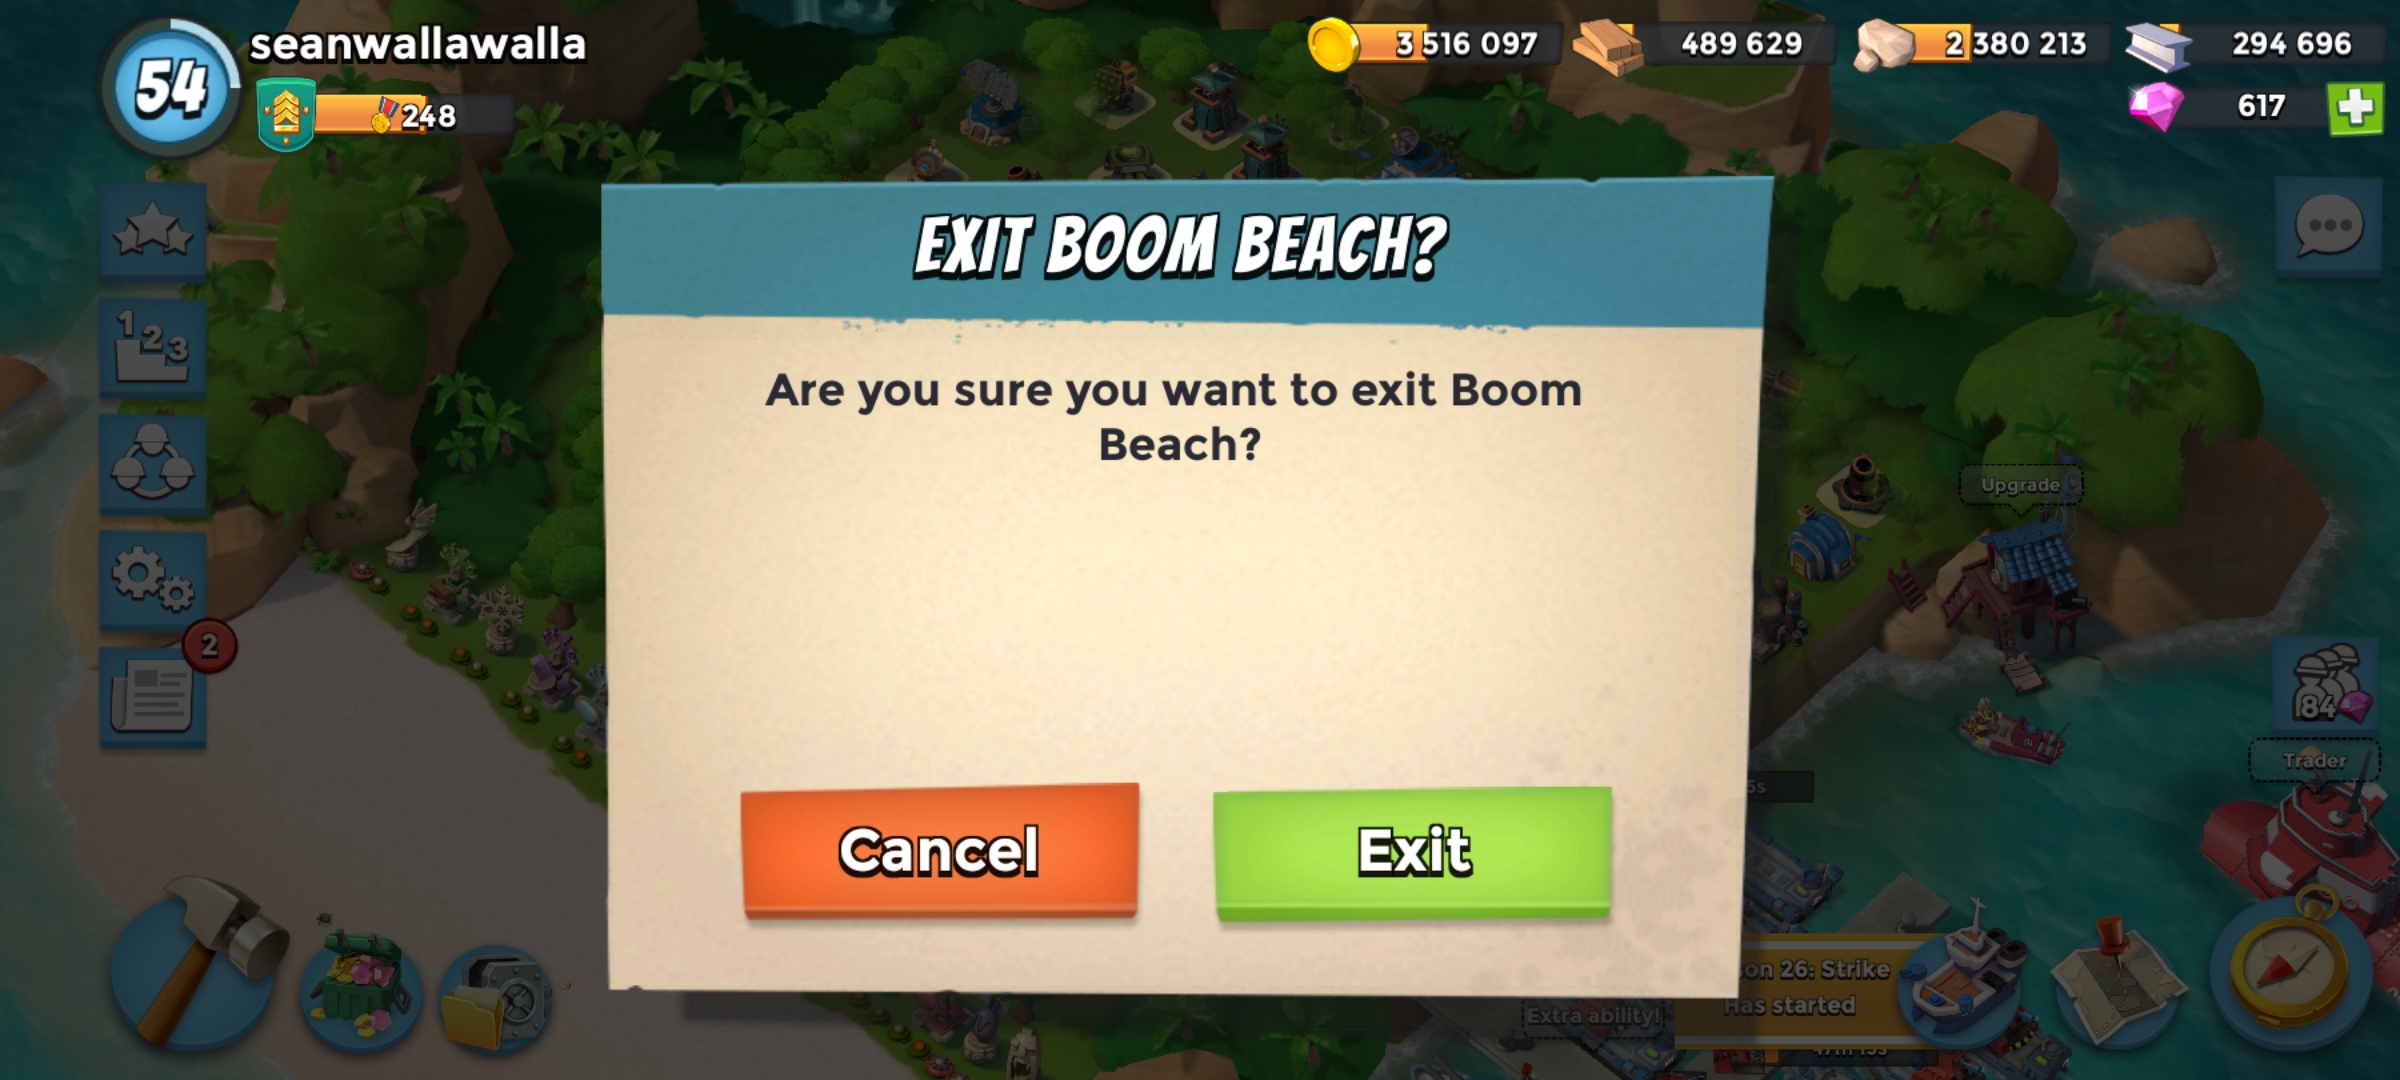 54
seanwallawalla
248
3 516 097
489 629
2 380 213
294 696
617
EXIT BOOM BEACH?
Are you sure you want to exit Boom
Beach?
Cancel
Exit
1 2 3
2
Upgrade
184
Trader
5s
on 26: Strike
Has started
Extra ability!